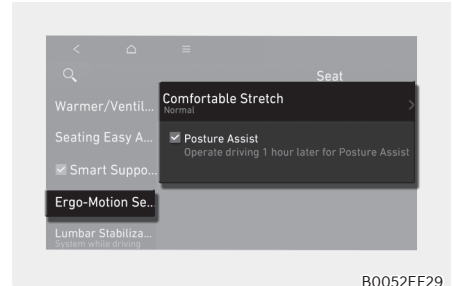 Seat
Warmer/Ventil...
Comfortable Stretch
Normal
Seating Easy A...
Posture Assist
Operate driving 1 hour later for Posture Assist
Smart Suppo...
Ergo-Motion Se..
Lumbar Stabiliza...
System while driving
B0052EE29